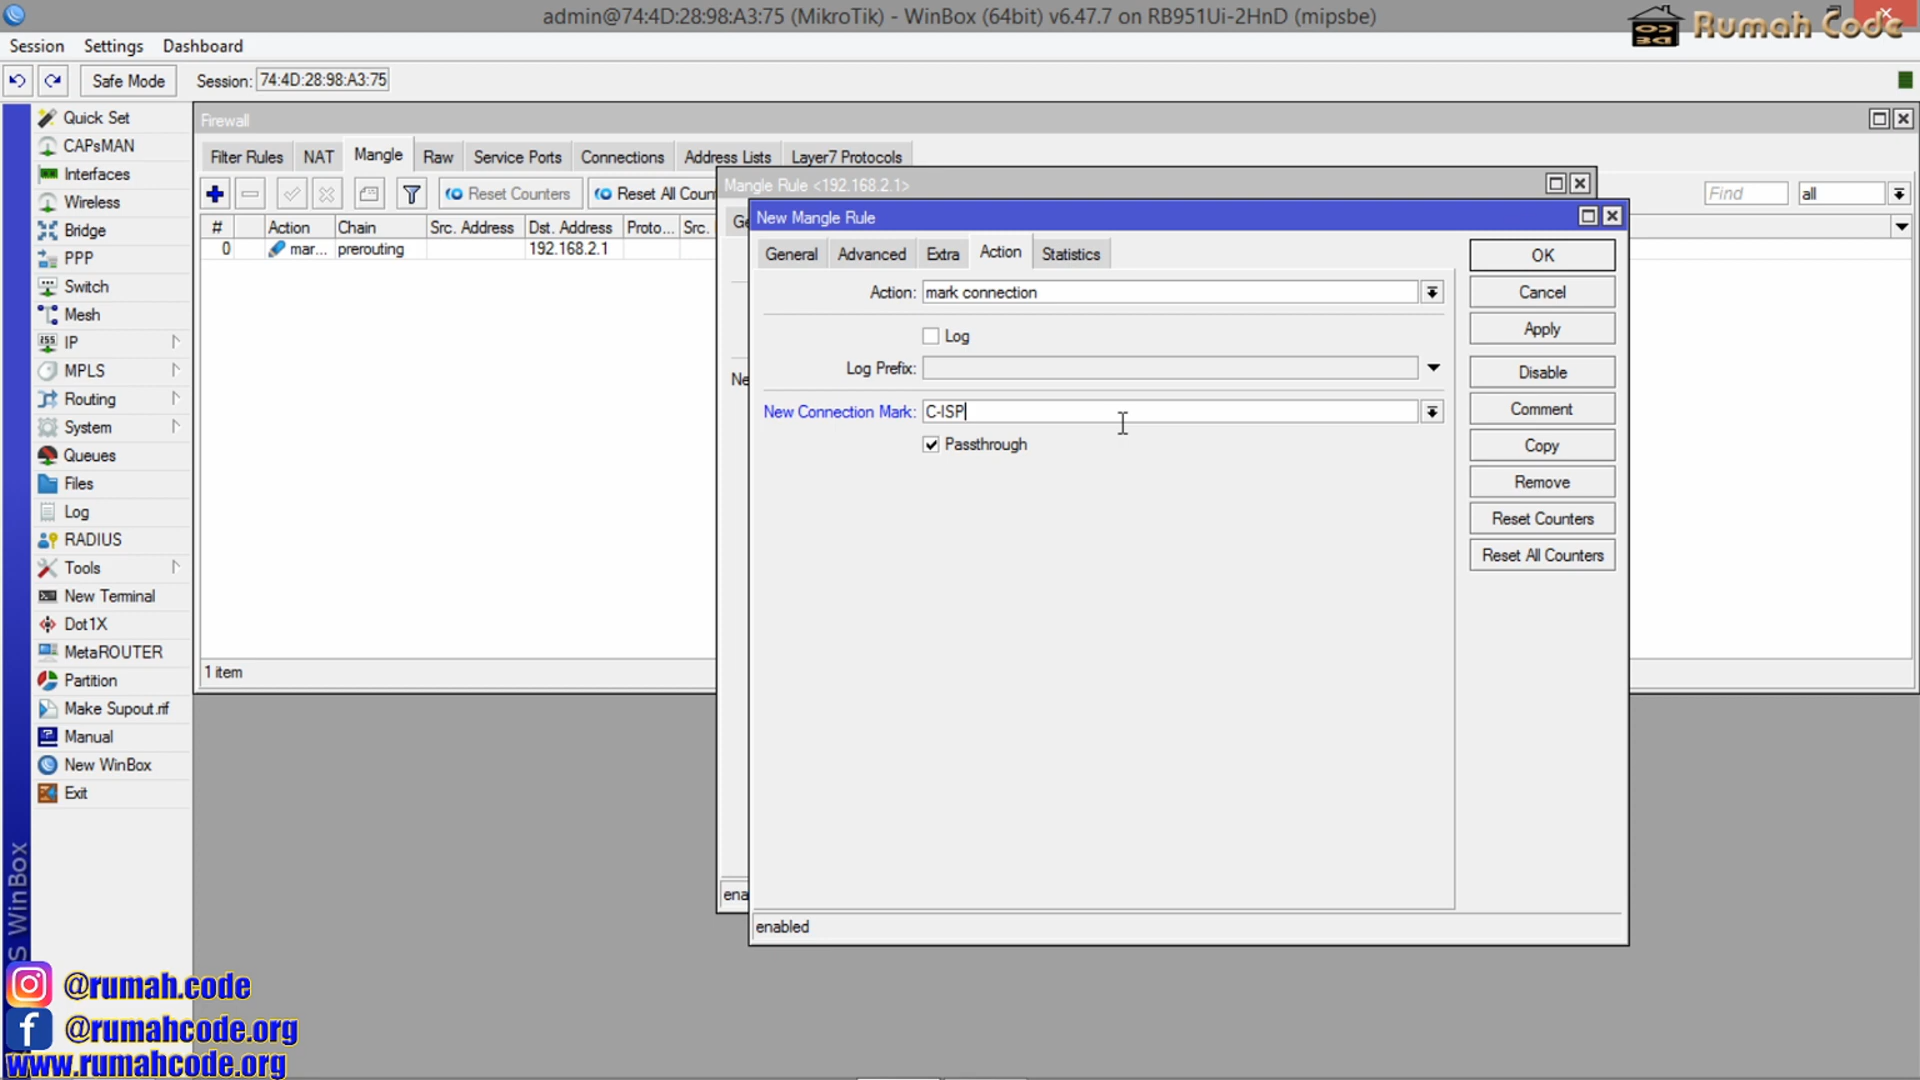 admin@74:4D:28:98:A3:75 (MikroTik) - WinBox (64bit) v6.47.7 on RB951Ui-2HnD (mipsbe)
Rumah Code
Session Settings Dashboard
Safe Mode Session: 74:4D:28:98:A3:75
Quick Set
CAPsMAN
Interfaces
Wireless
Bridge
PPP
Switch
Mesh
IP
MPLS
Routing
System
Queues
Files
Log
RADIUS
Tools
New Terminal
Dot1X
MetaROUTER
Partition
Make Supout.rif
Manual
New WinBox
Exit
S WinBox
Firewall
Filter Rules NAT Mangle Raw Service Ports Connections Address Lists Layer7 Protocols
Reset Counters Reset All Coun
Find all
# Action Chain Src. Address Dst. Address Proto... Src.
0 mar... prerouting 192.168.2.1
1 item
Mangle Rule <192.168.2.1>
Ge
Ne
ena
New Mangle Rule
General Advanced Extra Action Statistics
Action: mark connection
Log
Log Prefix:
New Connection Mark: C-ISP
Passthrough
OK
Cancel
Apply
Disable
Comment
Copy
Remove
Reset Counters
Reset All Counters
enabled
@rumah.code
@rumahcode.org
www.rumahcode.org